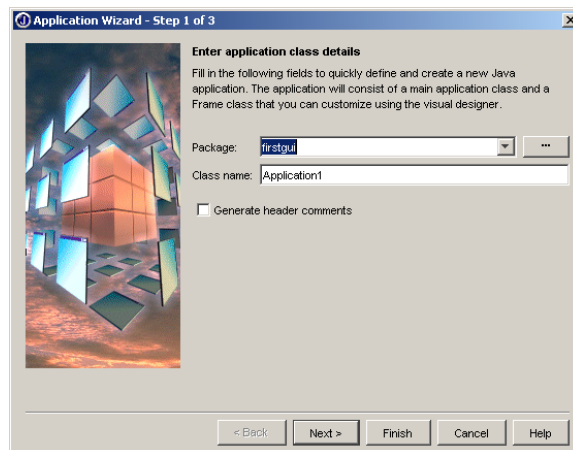 Application Wizard - Step 1 of 3
Enter application class details
Fill in the following fields to quickly define and create a new Java
application. The application will consist of a main application class and a
Frame class that you can customize using the visual designer.
Package: firstgui ...
Class name: Application1
Generate header comments
< Back Next > Finish Cancel Help